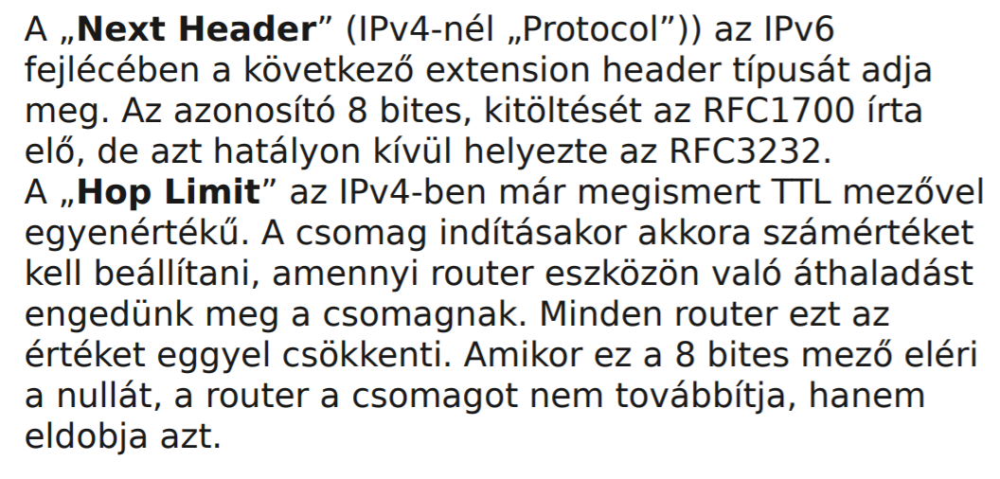 A „Next Header” (IPv4-nél „Protocol”)) az IPv6
fejlécében a következő extension header típusát adja
meg. Az azonosító 8 bites, kitöltését az RFC1700 írta
elő, de azt hatályon kívül helyezte az RFC3232.
A „Hop Limit” az IPv4-ben már megismert TTL mezővel
egyenértékű. A csomag indításakor akkora számértéket
kell beállítani, amennyi router eszközön való áthaladást
engedünk meg a csomagnak. Minden router ezt az
értéket eggyel csökkenti. Amikor ez a 8 bites mező eléri
a nullát, a router a csomagot nem továbbítja, hanem
eldobja azt.